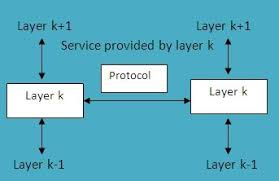 Layer k+1 Layer k+1
Service provided by layer k
Protocol
Layer k Layer k
Layer k-1 Layer k-1